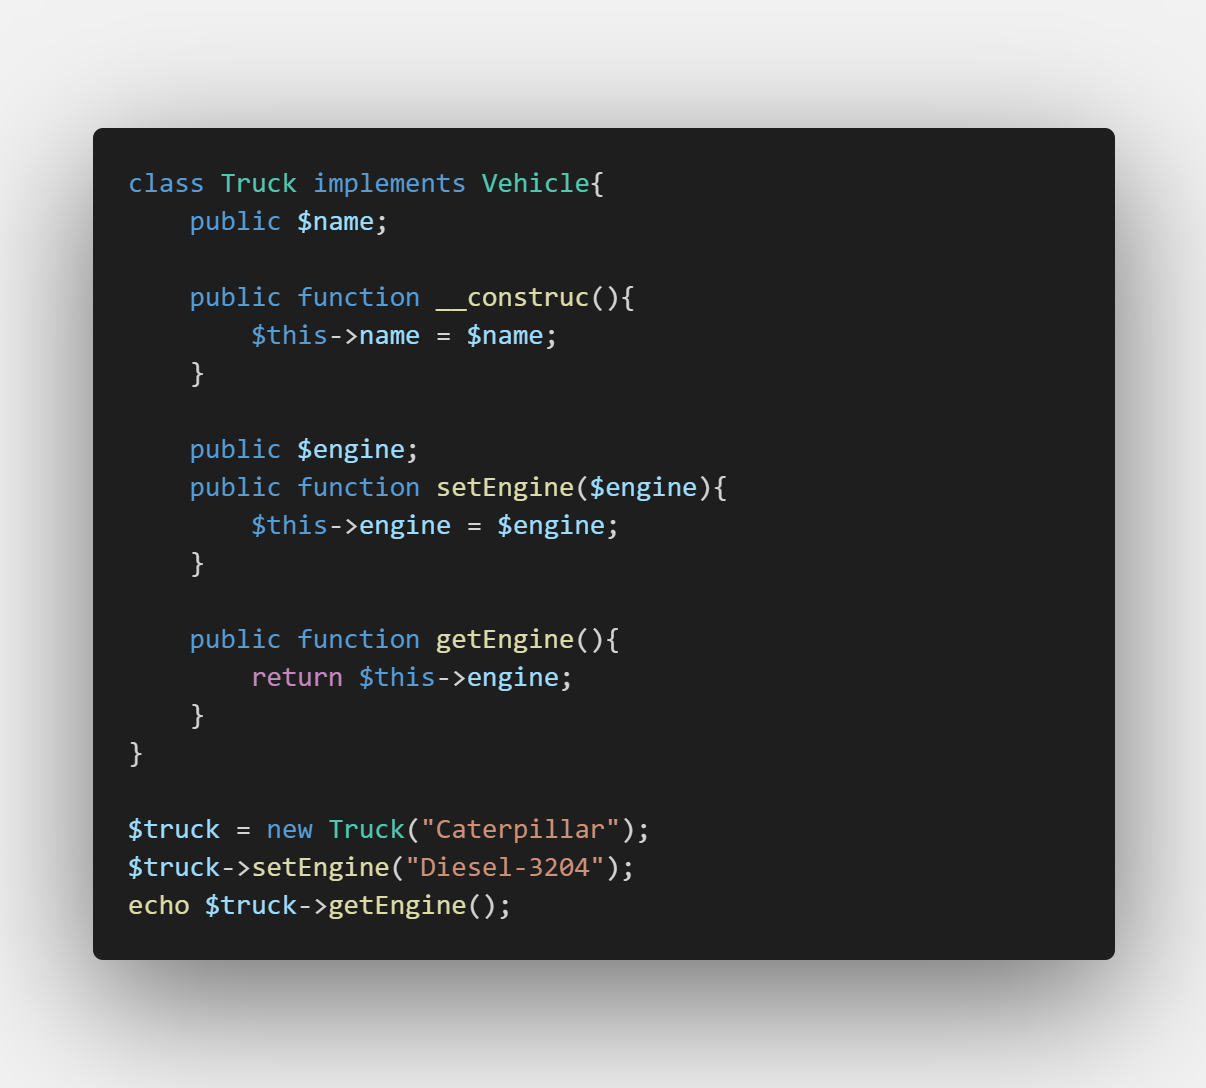 class Truck implements Vehicle{
    public $name;

    public function __construc(){
        $this->name = $name;
    }

    public $engine;
    public function setEngine($engine){
        $this->engine = $engine;
    }

    public function getEngine(){
        return $this->engine;
    }
}

$truck = new Truck("Caterpillar");
$truck->setEngine("Diesel-3204");
echo $truck->getEngine();